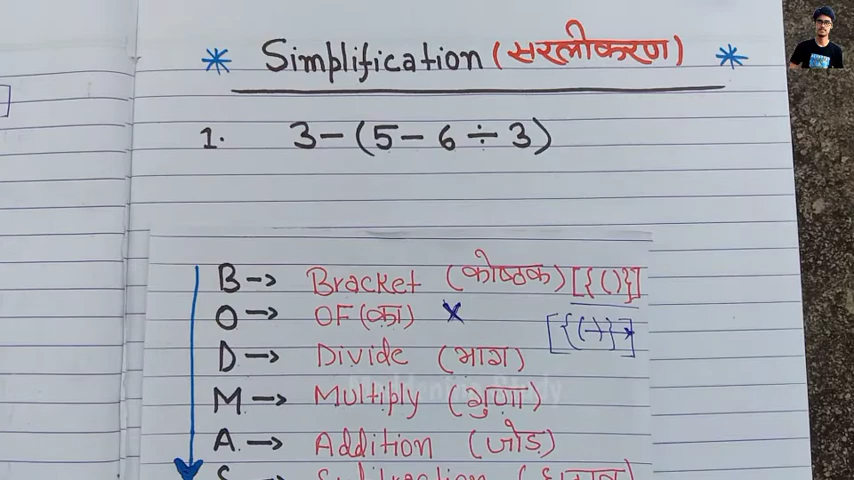 * Simplification (सरलीकरण) *
1. 3-(5-6÷3)
B→ Bracket (कोष्ठक) [{()}]
O→ OF(का) x
D→ Divide (भाग)
M→ Multiply (गुणा)
A→ Addition (जोड़)